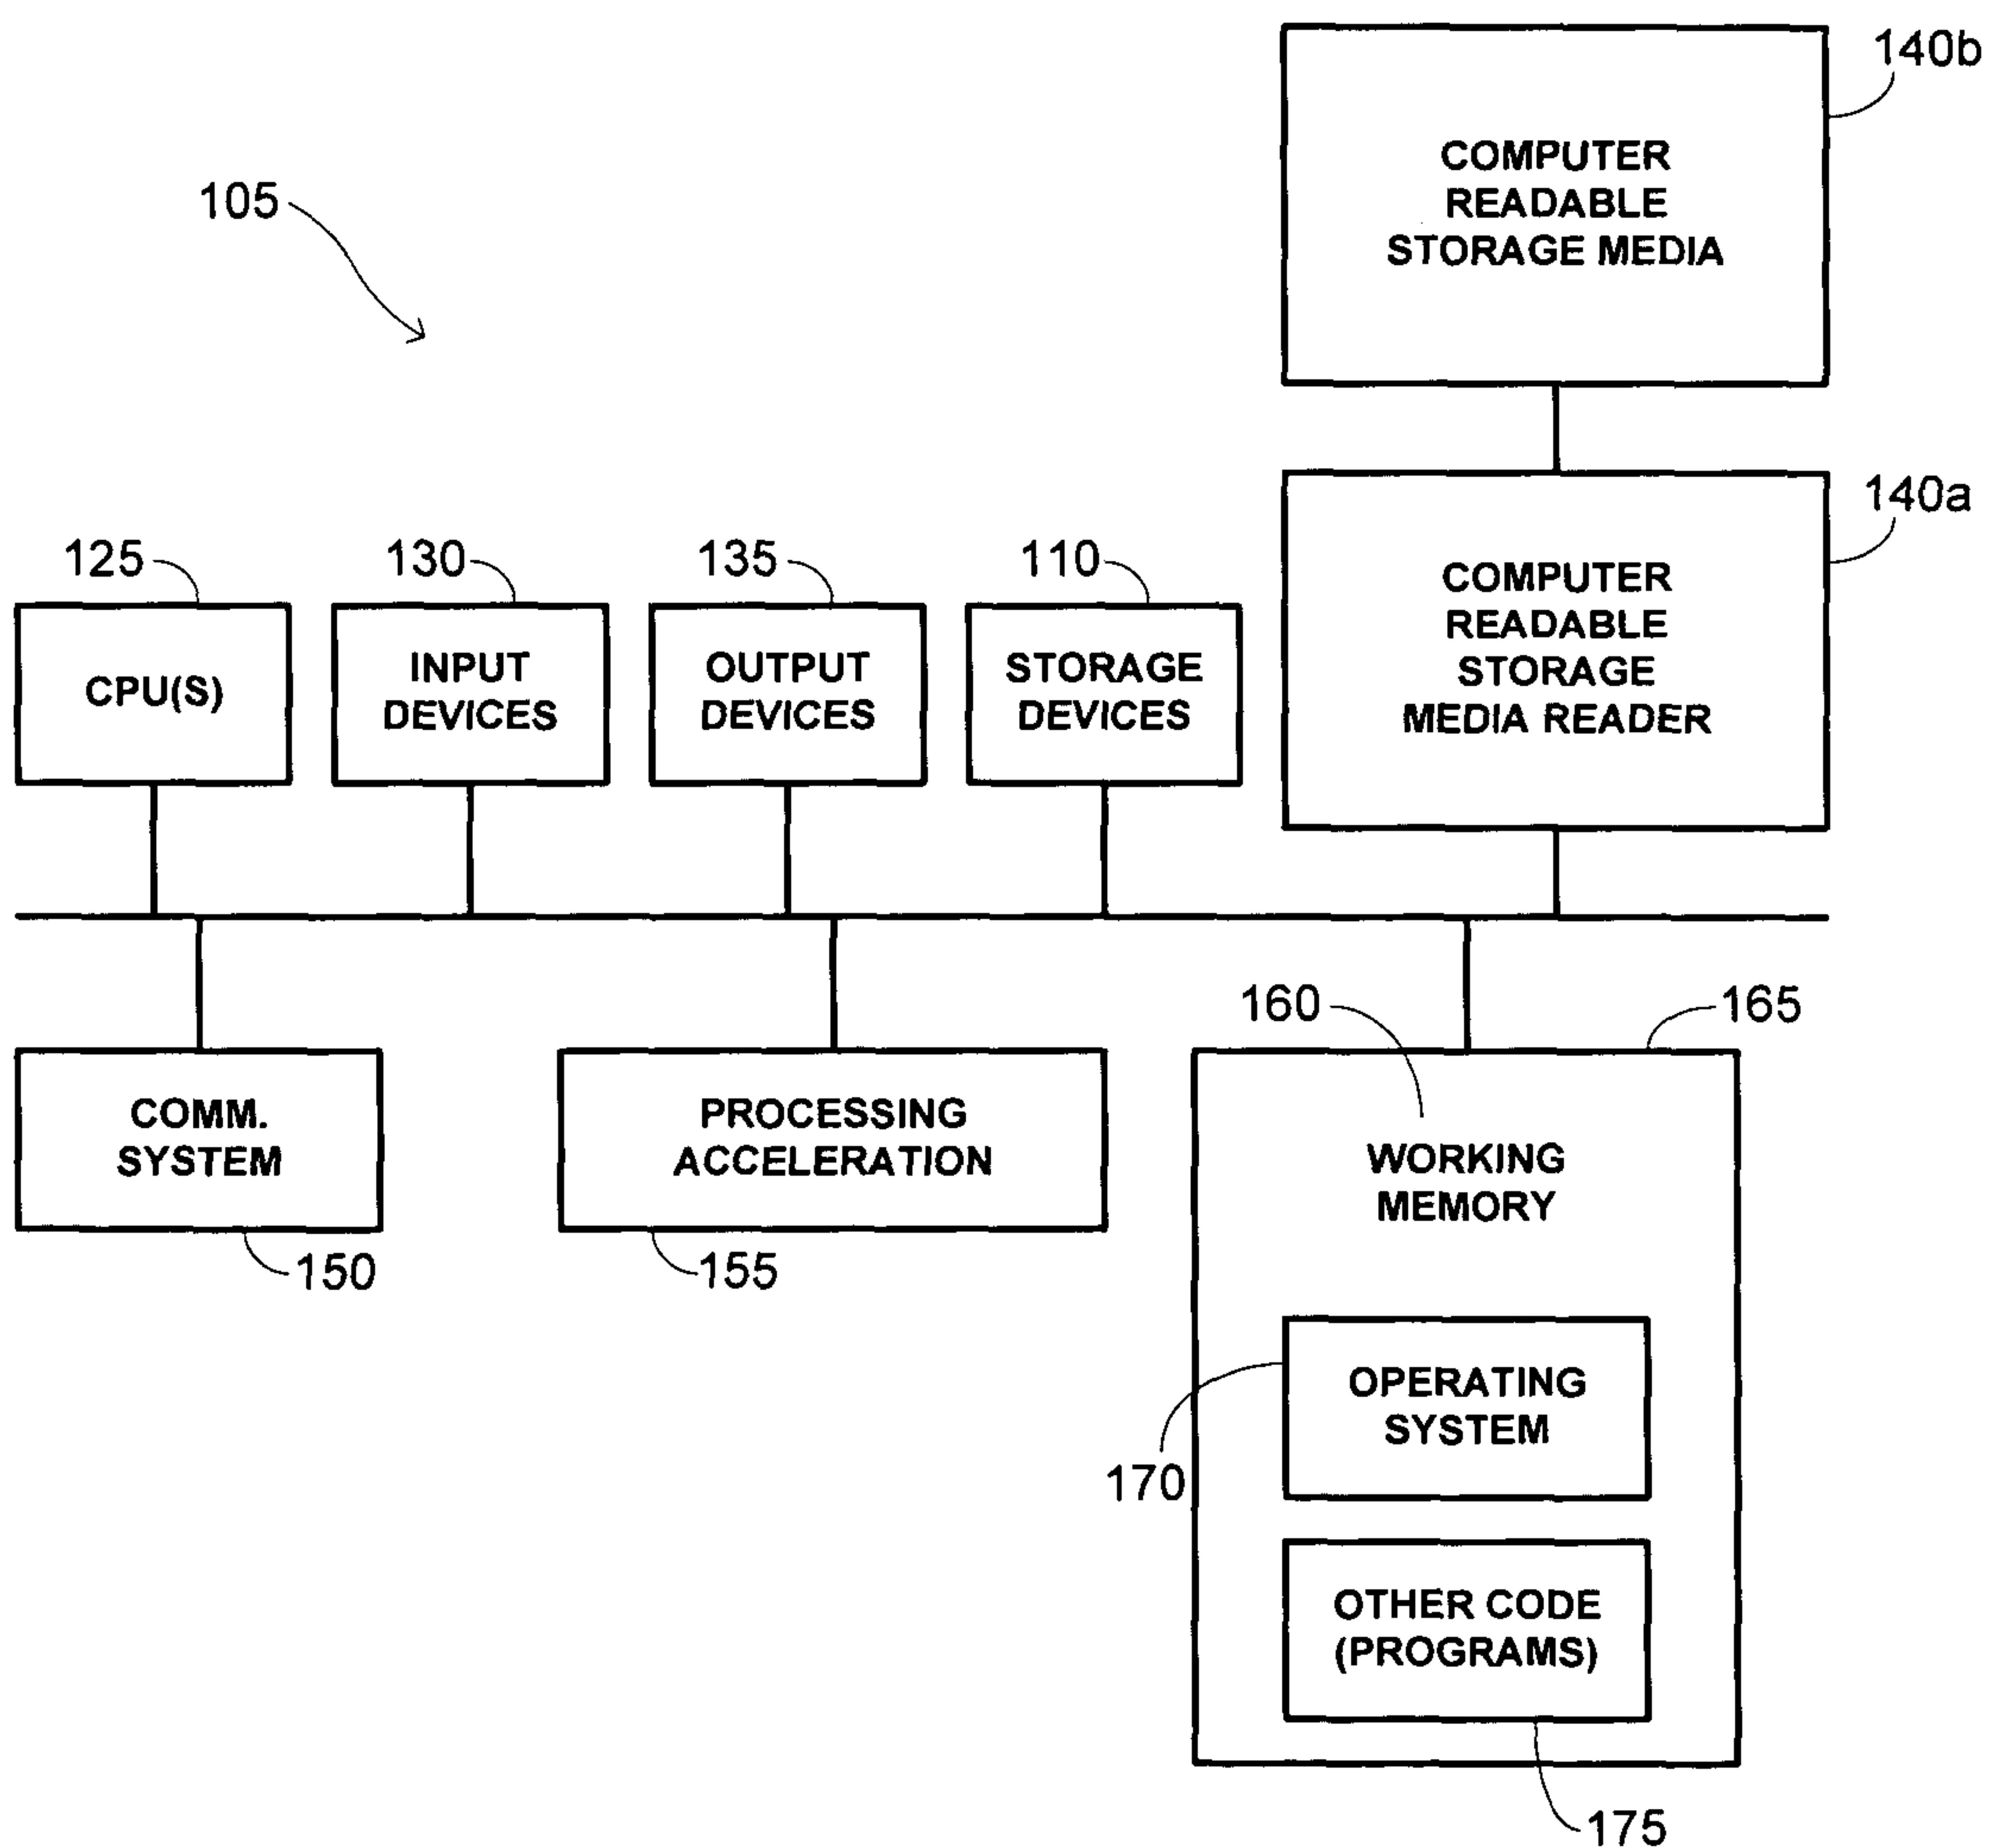 140b
COMPUTER
READABLE
STORAGE MEDIA
105
140a
COMPUTER
READABLE
STORAGE
MEDIA READER
125
130
135
110
CPU(S)
INPUT
DEVICES
OUTPUT
DEVICES
STORAGE
DEVICES
160
165
COMM.
SYSTEM
150
PROCESSING
ACCELERATION
155
WORKING
MEMORY
OPERATING
SYSTEM
170
OTHER CODE
(PROGRAMS)
175